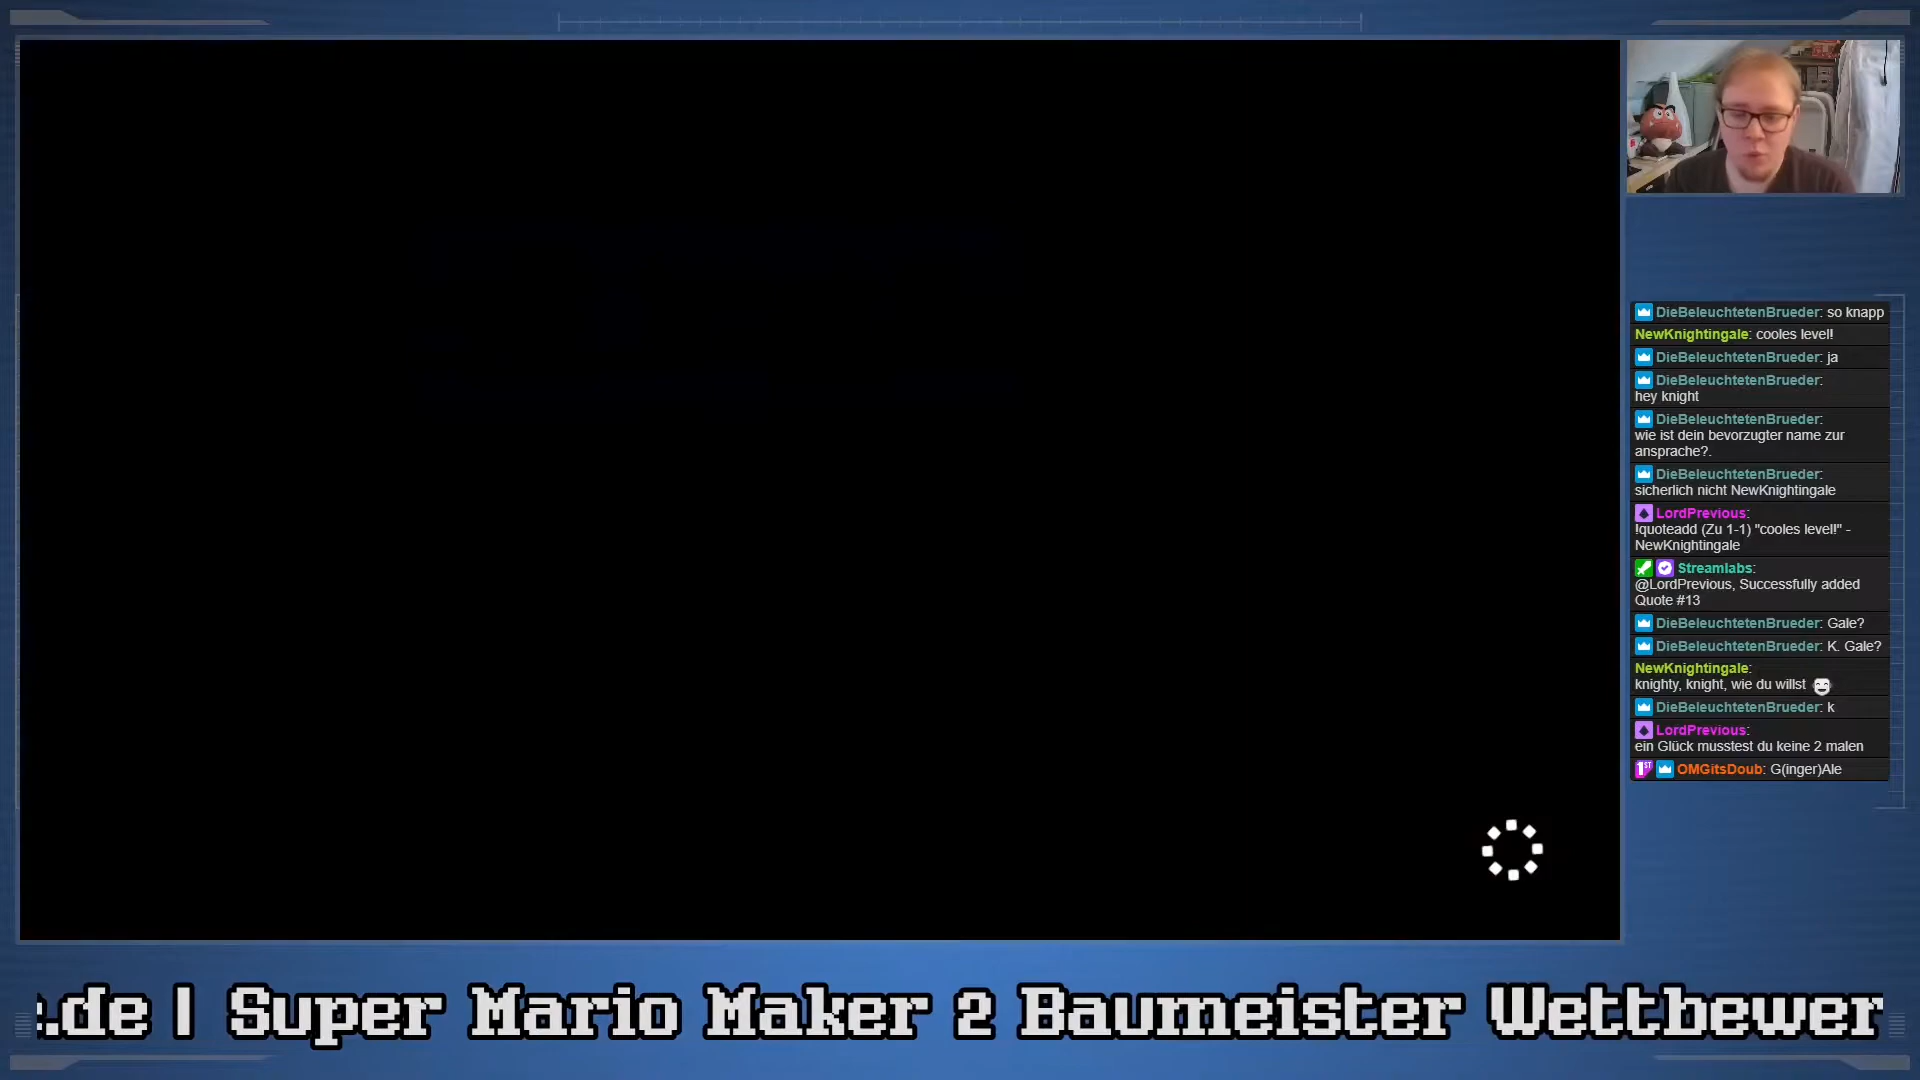 DieBeleuchtetenBrueder: so knapp
NewKnightingale: cooles level!
DieBeleuchtetenBrueder: ja
DieBeleuchtetenBrueder:
hey knight
DieBeleuchtetenBrueder:
wie ist dein bevorzugter name zur
ansprache?.
DieBeleuchtetenBrueder:
sicherlich nicht NewKnightingale
LordPrevious:
!quoteadd (Zu 1-1) "cooles level!" -
NewKnightingale
Streamlabs:
@LordPrevious, Successfully added
Quote #13
DieBeleuchtetenBrueder: Gale?
DieBeleuchtetenBrueder: K. Gale?
NewKnightingale:
knighty, knight, wie du willst
DieBeleuchtetenBrueder: k
LordPrevious:
ein Glück musstest du keine 2 malen
1ST OMGitsDoub: G(inger)Ale
.de | Super Mario Maker 2 Baumeister Wettbewer